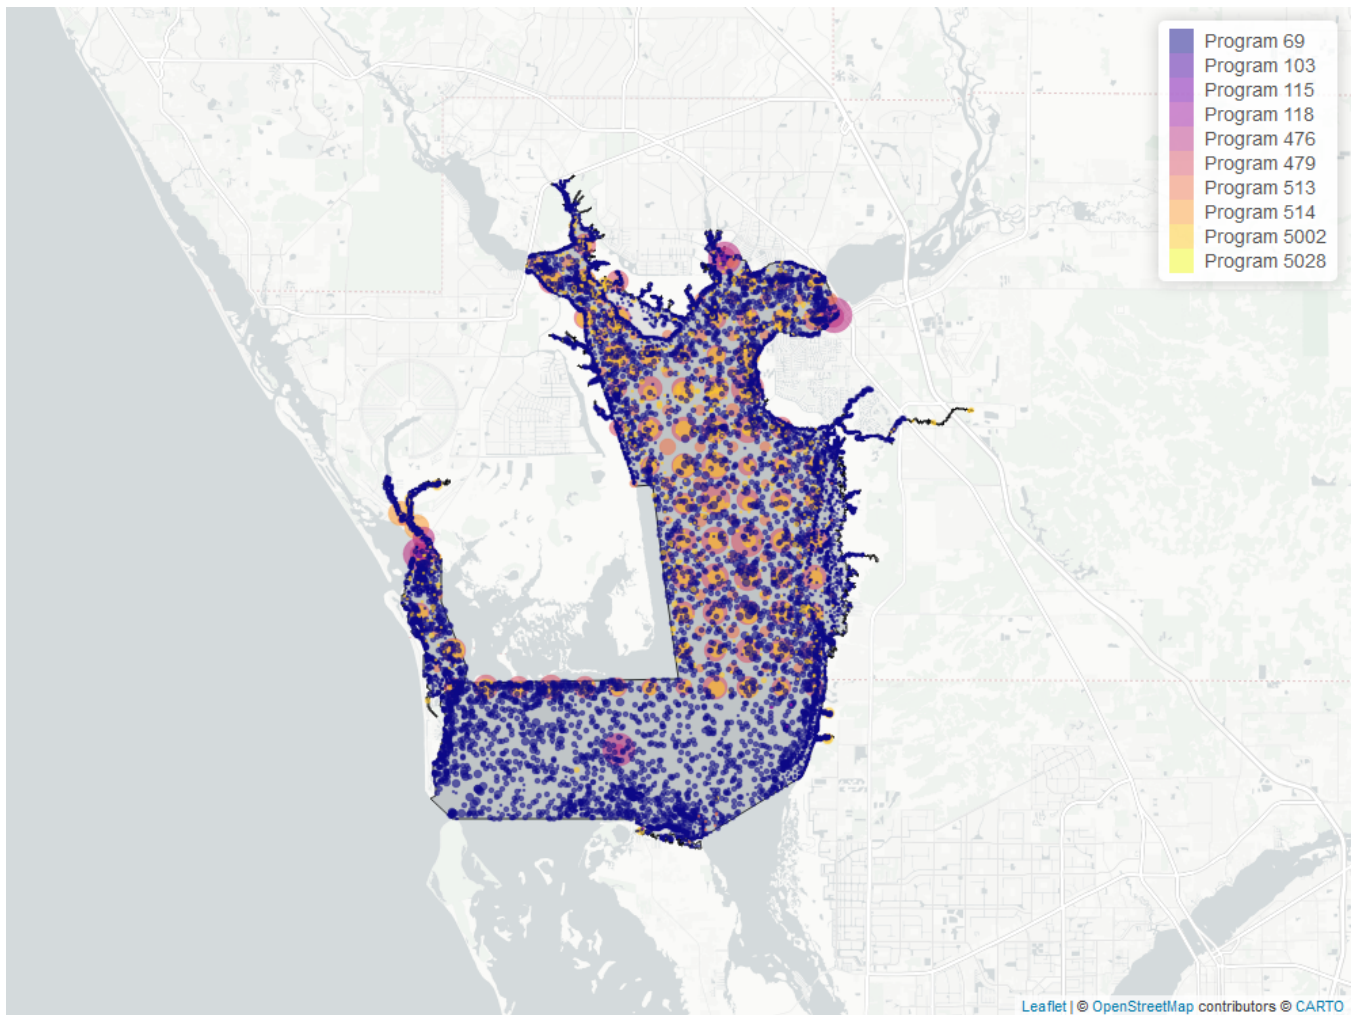 Program 69
Program 103
Program 115
Program 118
Program 476
Program 479
Program 513
Program 514
Program 5002
Program 5028
Leaflet | © OpenStreetMap contributors © CARTO